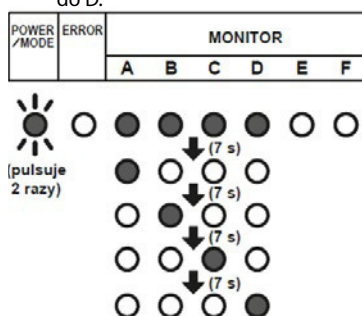 do D.
POWER /MODE ERROR MONITOR
A B C D E F
(pulsuje 2 razy)
(7 s)
(7 s)
(7 s)
(7 s)